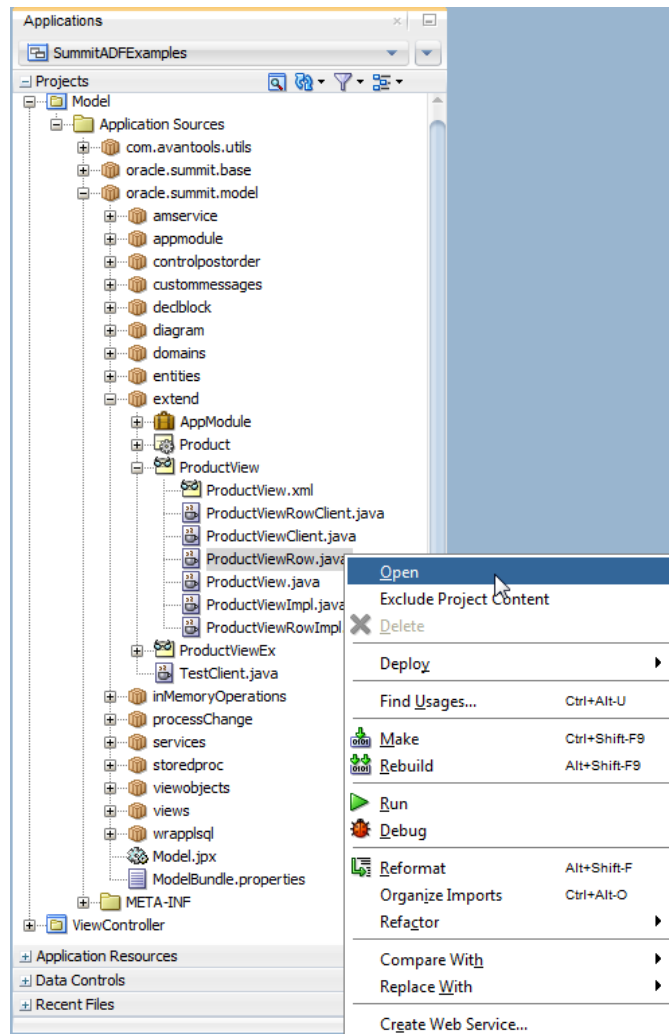 Applications
SummitADFExamples
Projects
Model
Application Sources
com.avantools.utils
oracle.summit.base
oracle.summit.model
amservice
appmodule
controlpostorder
custommessages
declblock
diagram
domains
entities
extend
AppModule
Product
ProductView
ProductView.xml
ProductViewRowClient.java
ProductViewClient.java
ProductViewRow.java
ProductView.java
ProductViewImpl.java
ProductViewRowImpl.
ProductViewEx
TestClient.java
inMemoryOperations
processChange
services
storedproc
viewobjects
views
wrapplsql
Model.jpx
ModelBundle.properties
META-INF
ViewController
Application Resources
Data Controls
Recent Files
Open
Exclude Project Content
Delete
Deploy
Find Usages... Ctrl+Alt-U
Make Ctrl+Shift-F9
Rebuild Alt+Shift-F9
Run
Debug
Reformat Alt+Shift-F
Organize Imports Ctrl+Alt-O
Refactor
Compare With
Replace With
Create Web Service...